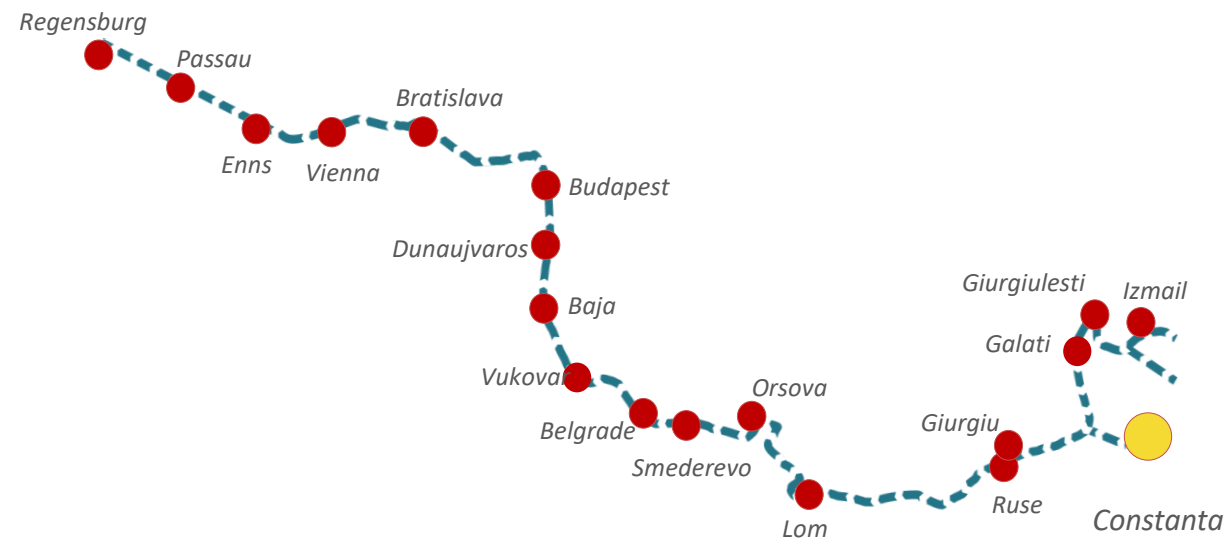 Regensburg
Passau
Bratislava
Enns
Vienna
Budapest
Dunaujvaros
Baja
Giurgiulesti
Izmail
Galati
Vukovar
Orsova
Belgrade
Giurgiu
Smederevo
Ruse
Lom
Constanta